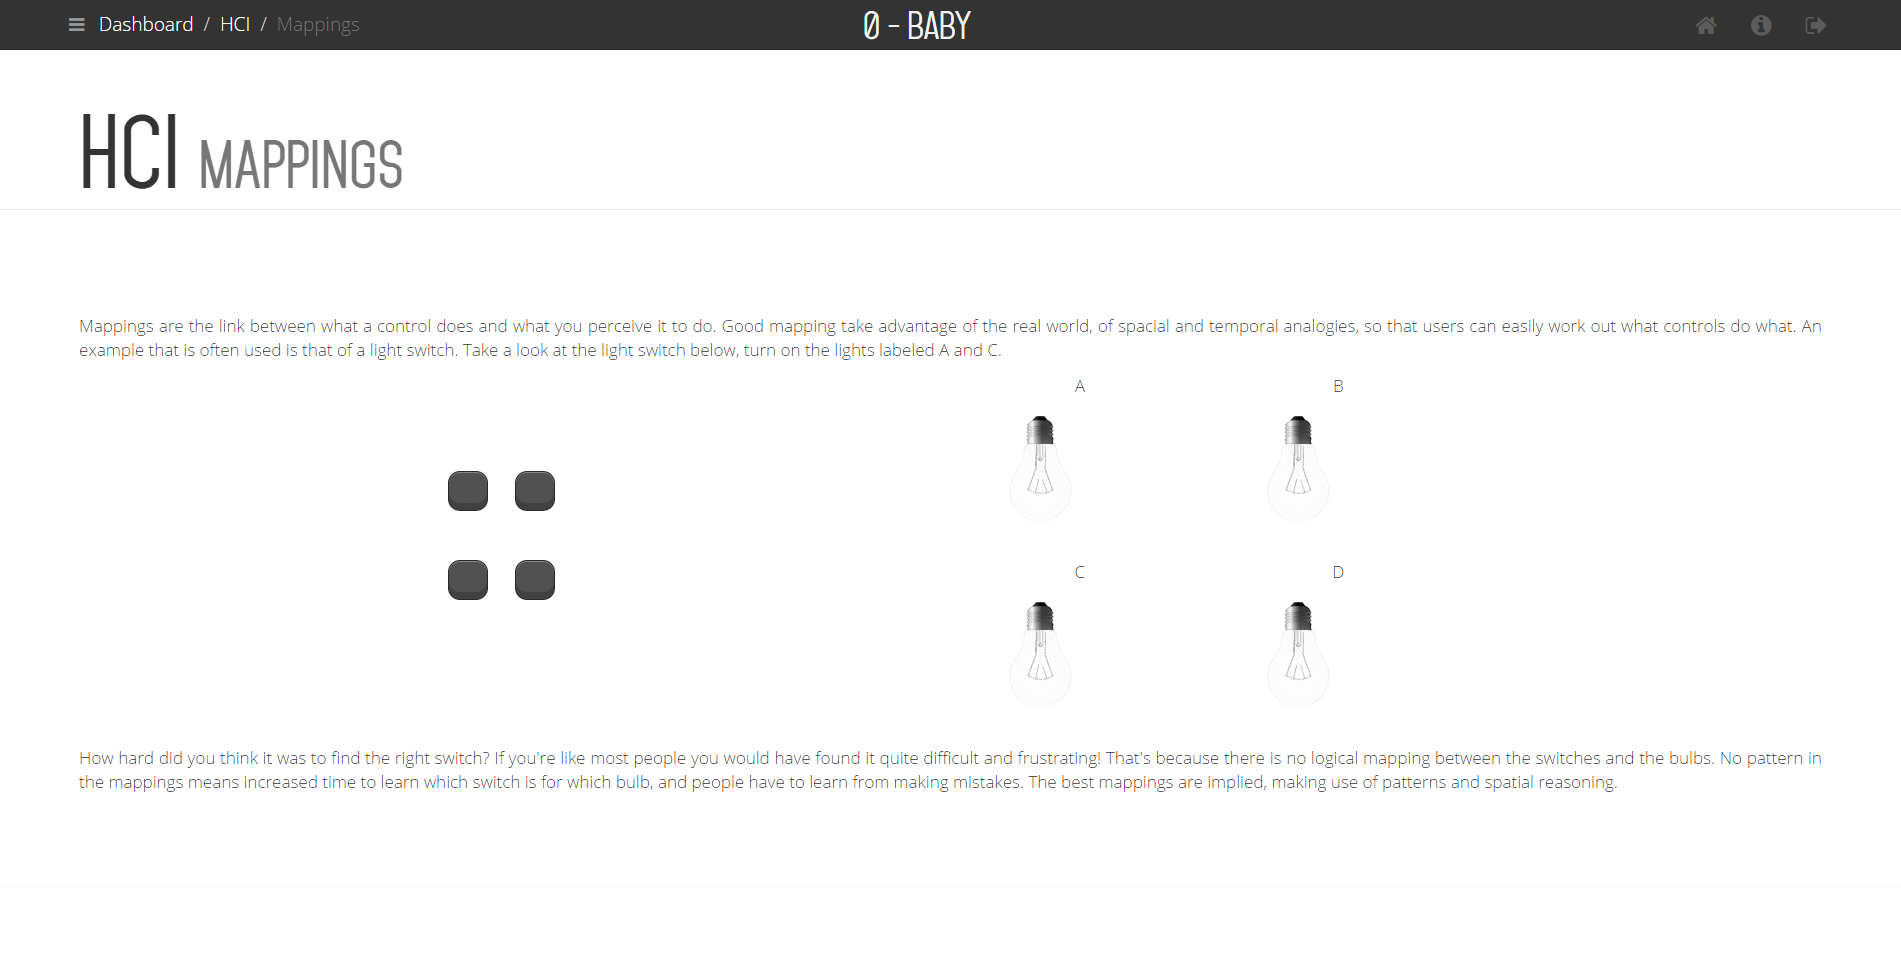 Dashboard / HCI / Mappings
0 - BABY
HCI MAPPINGS
Mappings are the link between what a control does and what you perceive it to do. Good mapping take advantage of the real world, of spacial and temporal analogies, so that users can easily work out what controls do what. An
example that is often used is that of a light switch. Take a look at the light switch below, turn on the lights labeled A and C.
A B
C D
How hard did you think it was to find the right switch? If you're like most people you would have found it quite difficult and frustrating! That's because there is no logical mapping between the switches and the bulbs. No pattern in
the mappings means increased time to learn which switch is for which bulb, and people have to learn from making mistakes. The best mappings are implied, making use of patterns and spatial reasoning.